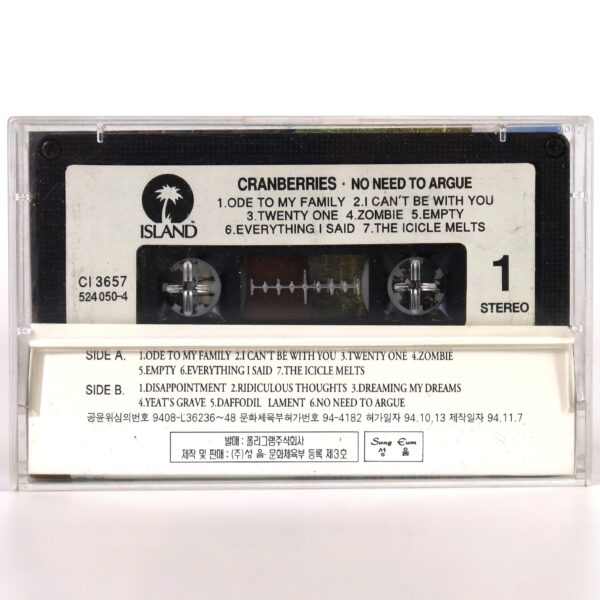 CRANBERRIES · NO NEED TO ARGUE
1.ODE TO MY FAMILY 2.I CAN'T BE WITH YOU
3.TWENTY ONE 4.ZOMBIE 5.EMPTY
6.EVERYTHING I SAID 7.THE ICICLE MELTS
ISLAND
TM
CI 3657
524 050-4
1
STEREO
SIDE A. 1.ODE TO MY FAMILY 2.I CAN'T BE WITH YOU 3.TWENTY ONE 4.ZOMBIE
5.EMPTY 6.EVERYTHING I SAID 7.THE ICICLE MELTS
SIDE B. 1.DISAPPOINTMENT 2.RIDICULOUS THOUGHTS 3.DREAMING MY DREAMS
4.YEAT'S GRAVE 5.DAFFODIL LAMENT 6.NO NEED TO ARGUE
공윤위심의번호 9408-L36236~48 문화체육부허가번호 94-4182 허가일자 94.10.13 제작일자 94.11.7
발매 : 폴리그램주식회사
제작 및 판매 : (주)성 음 문화체육부 등록 제3호
Sung Eum
성 음